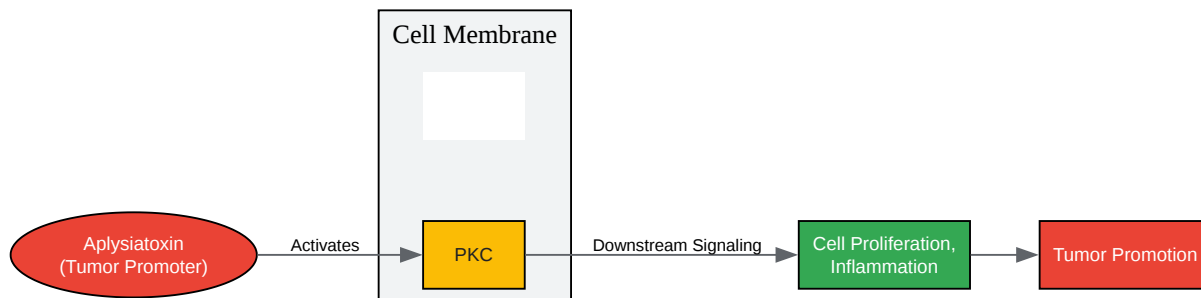 Cell Membrane
Aplysiatoxin
(Tumor Promoter)
Activates
PKC
Downstream Signaling
Cell Proliferation,
Inflammation
Tumor Promotion